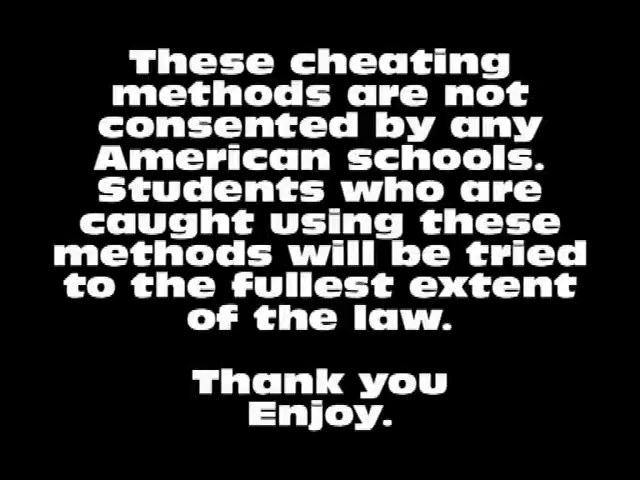 These cheating
methods are not
consented by any
American schools.
Students who are
caught using these
methods will be tried
to the fullest extent
of the law.
Thank you
Enjoy.